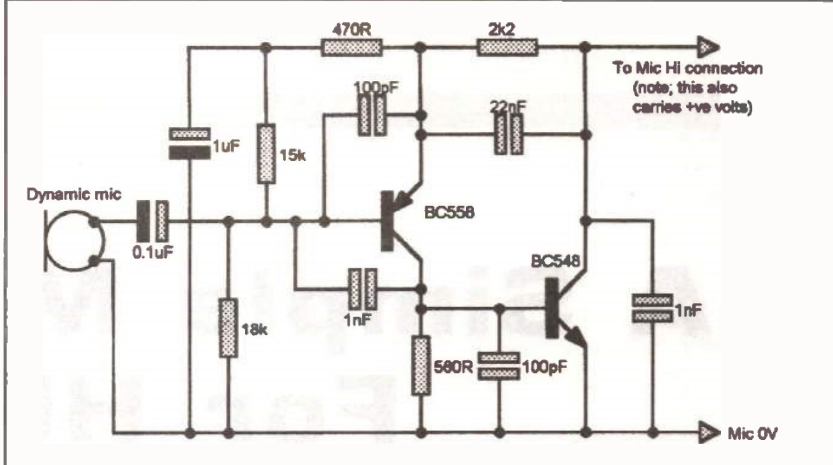 470R
2k2
To Mic Hi connection
(note; this also
carries +ve volts)
100pF
22nF
1uF
15k
Dynamic mic
BC558
0.1uF
BC548
1nF
1nF
18k
560R
100pF
Mic 0V